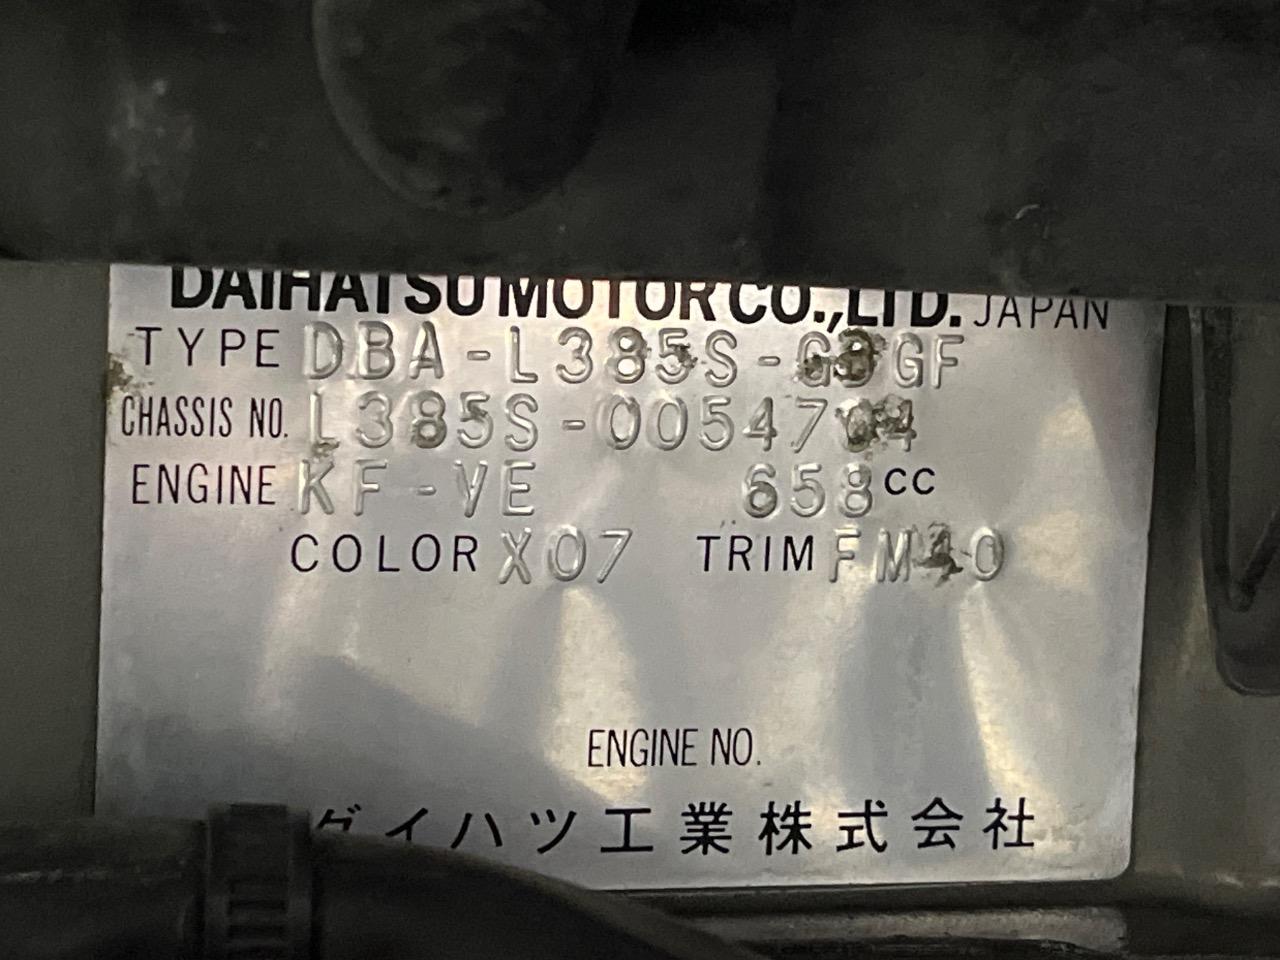 DAIHATSU MOTOR CO., LTD. JAPAN
TYPE
CHASSIS NO.
ENGINE KF-VE 658cc
COLOR X07 TRIM
ENGINE NO.
ダイハツ工業株式会社